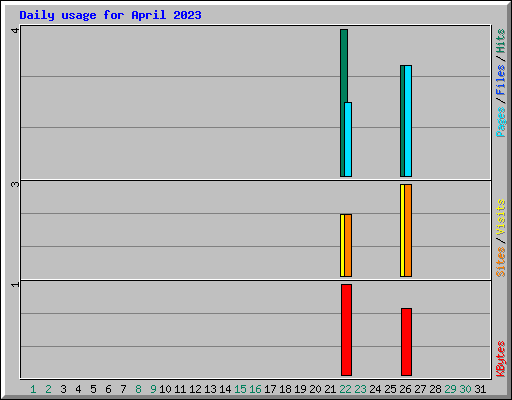 Daily usage for April 2023
4
3
1
Pages / Files / Hits
Sites / Visits
KBytes
1 2 3 4 5 6 7 8 9 10 11 12 13 14 15 16 17 18 19 20 21 22 23 24 25 26 27 28 29 30 31